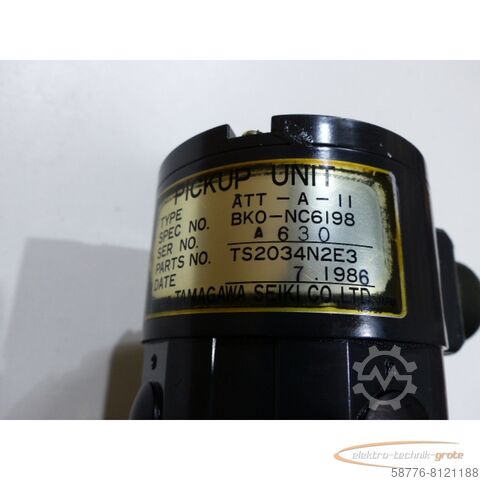 PICKUP UNIT
TYPE ATT-A-11
SPEC NO. BKO-NC6198
SER NO. A 630
PARTS NO. TS2034N2E3
DATE 7.1986
TAMAGAWA SEIKI CO., LTD.
elektro-technik-grote
58776-8121188